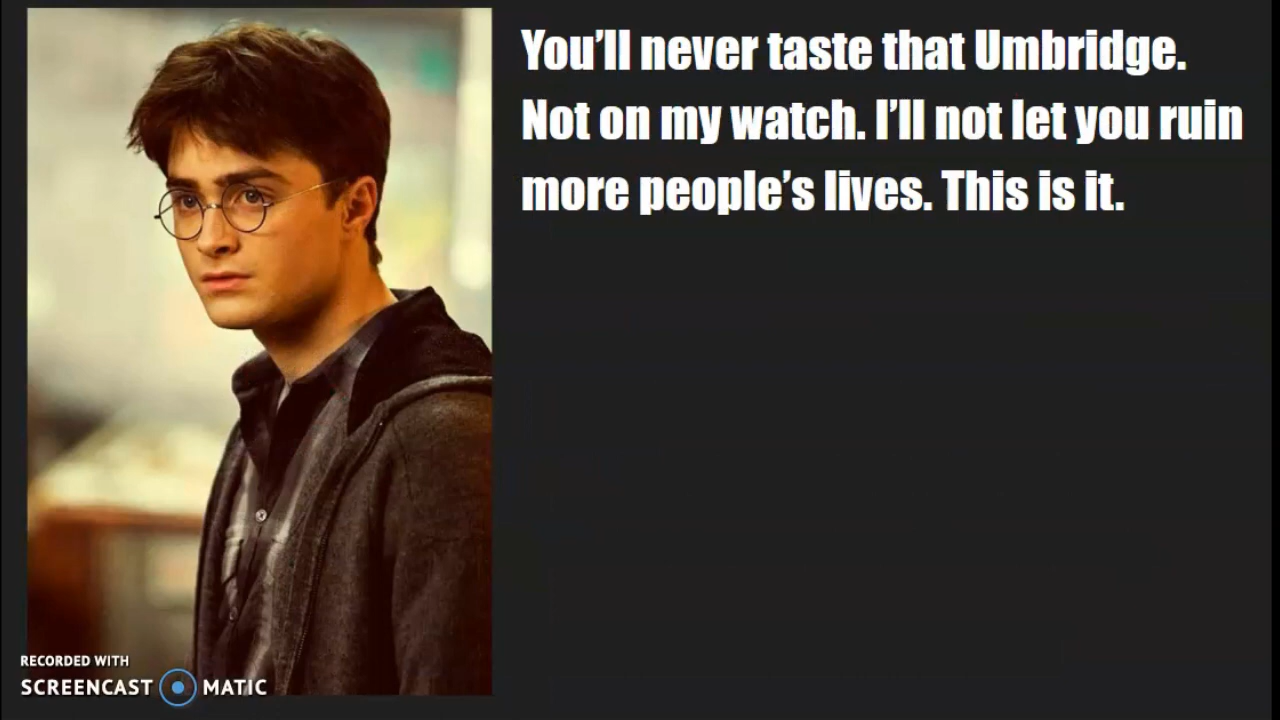 You’ll never taste that Umbridge.
Not on my watch. I’ll not let you ruin
more people’s lives. This is it.
RECORDED WITH
SCREENCAST MATIC